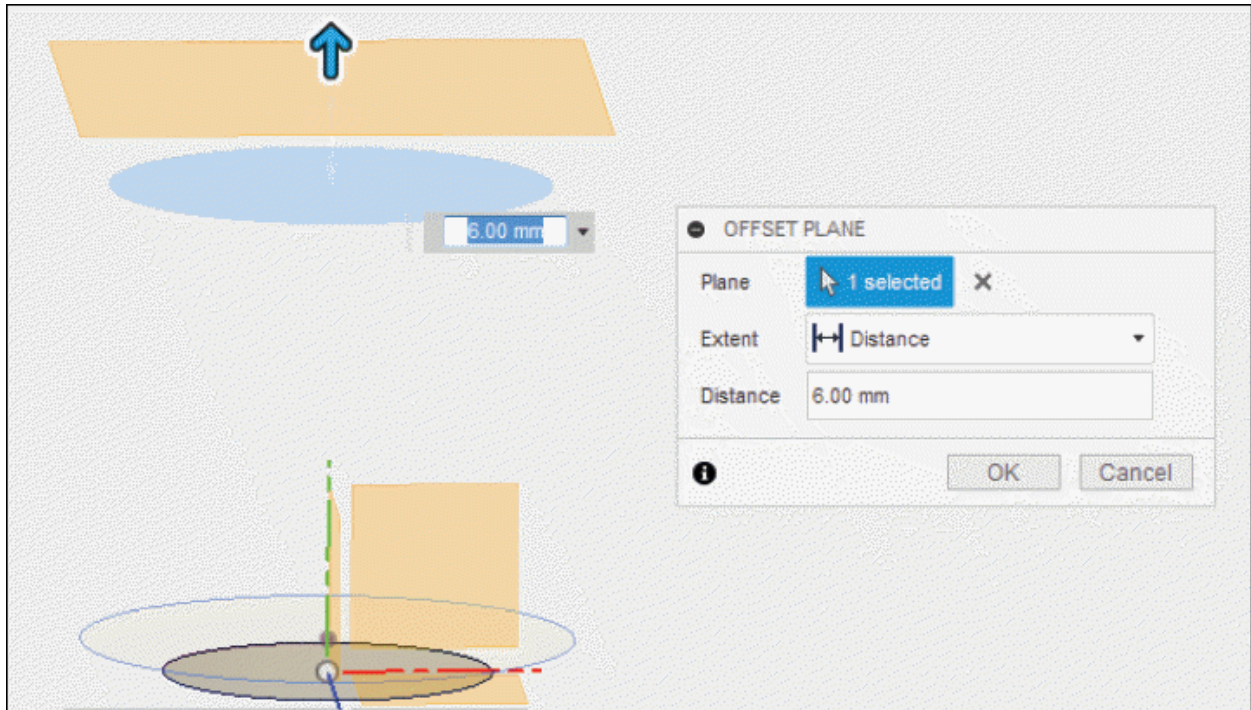 6.00 mm
OFFSET PLANE
Plane 1 selected
Extent Distance
Distance 6.00 mm
OK Cancel